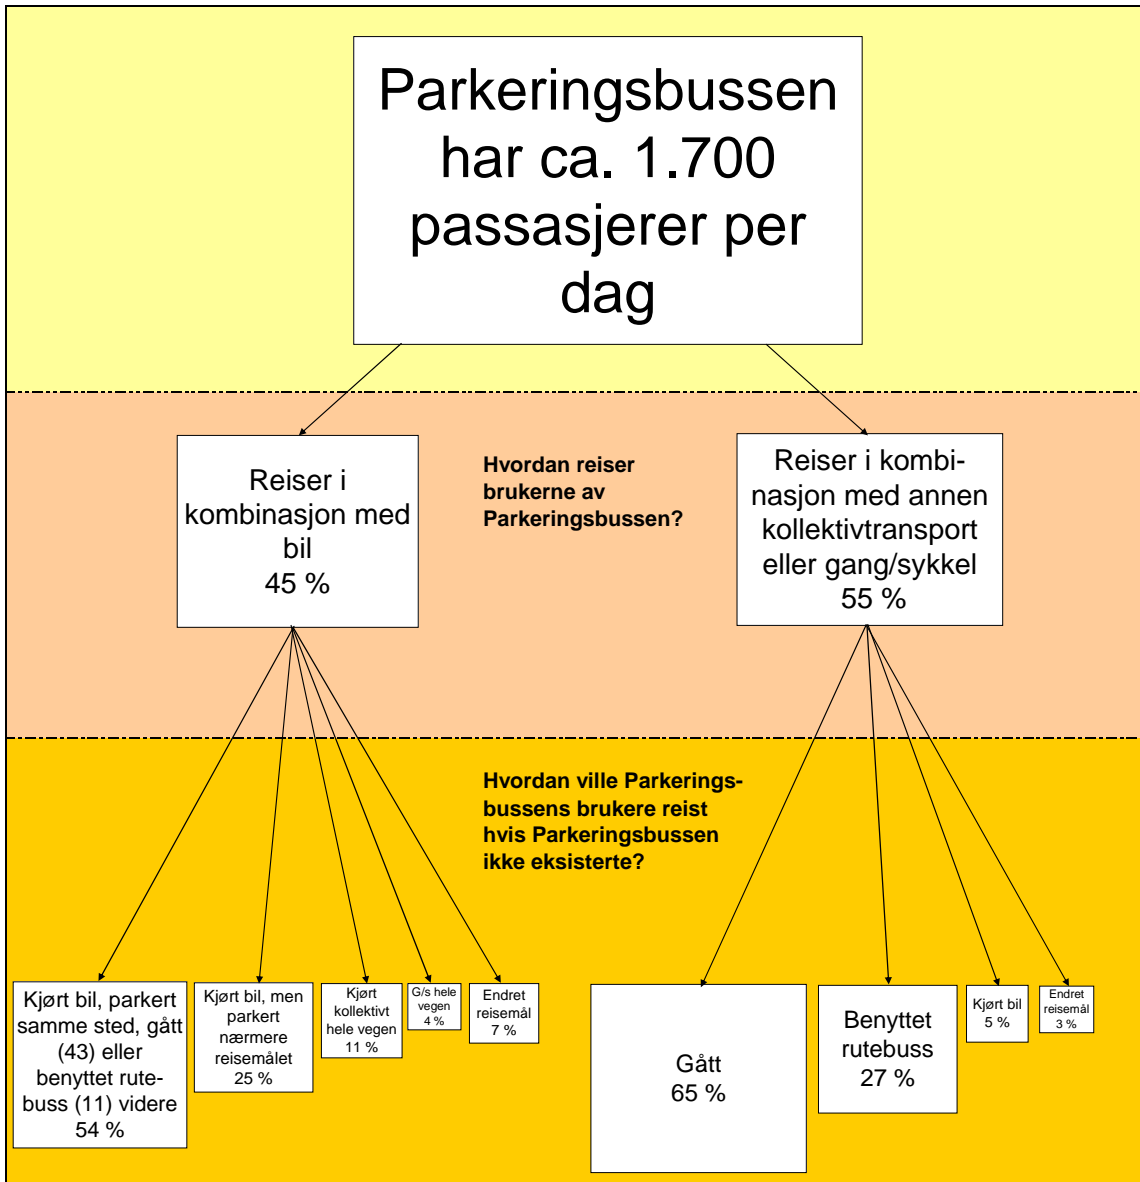 Parkeringsbussen
har ca. 1.700
passasjerer per
dag
Reiser i
kombinasjon med
bil
45 %
Hvordan reiser
brukerne av
Parkeringsbussen?
Reiser i kombi-
nasjon med annen
kollektivtransport
eller gang/sykkel
55 %
Hvordan ville Parkerings-
bussens brukere reist
hvis Parkeringsbussen
ikke eksisterte?
Kjørt bil, parkert
samme sted, gått
(43) eller
benyttet rute-
buss (11) videre
54 %
Kjørt bil, men
parkert
nærmere
reisemålet
25 %
Kjørt
kollektivt
hele vegen
11 %
G/s hele
vegen
4 %
Endret
reisemål
7 %
Gått
65 %
Benyttet
rutebuss
27 %
Kjørt bil
5 %
Endret
reisemål
3 %